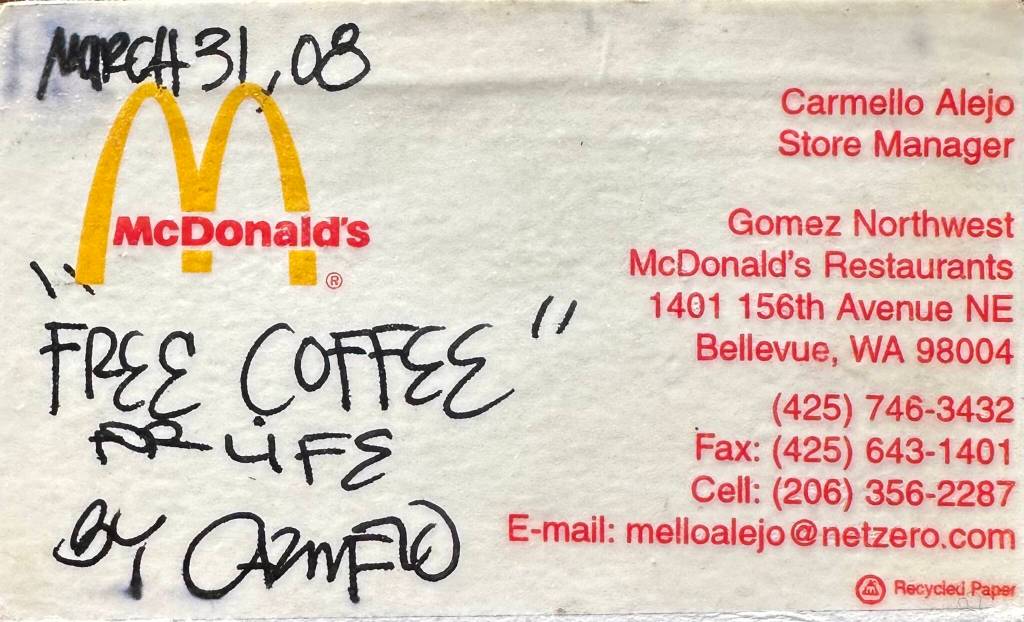 MARCH 31, 08
McDonald's
®
"FREE COFFEE"
FOR LIFE
BY CARMELO
Carmello Alejo
Store Manager
Gomez Northwest
McDonald's Restaurants
1401 156th Avenue NE
Bellevue, WA 98004
(425) 746-3432
Fax: (425) 643-1401
Cell: (206) 356-2287
E-mail: melloalejo@netzero.com
Recycled Paper